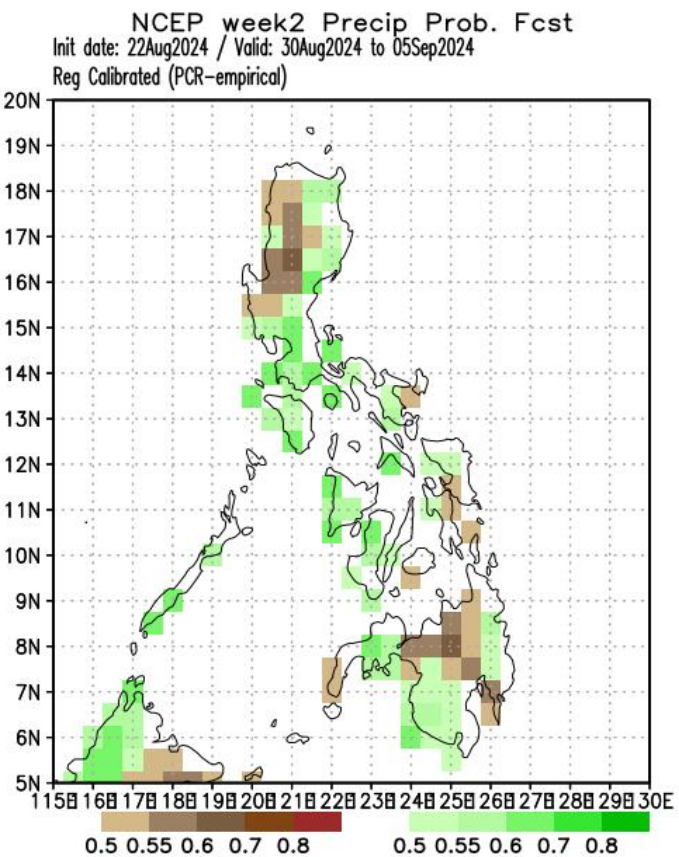 NCEP week2 Precip Prob. Fcst
Init date: 22Aug2024 / Valid: 30Aug2024 to 05Sep2024
Reg Calibrated (PCR-empirical)
20N
19N
18N
17N
16N
15N
14N
13N
12N
11N
10N
9N
8N
7N
6N
5N
115E 116E 117E 118E 119E 120E 121E 122E 123E 124E 125E 126E 127E 128E 129E 130E
0.5 0.55 0.6 0.7 0.8 0.5 0.55 0.6 0.7 0.8